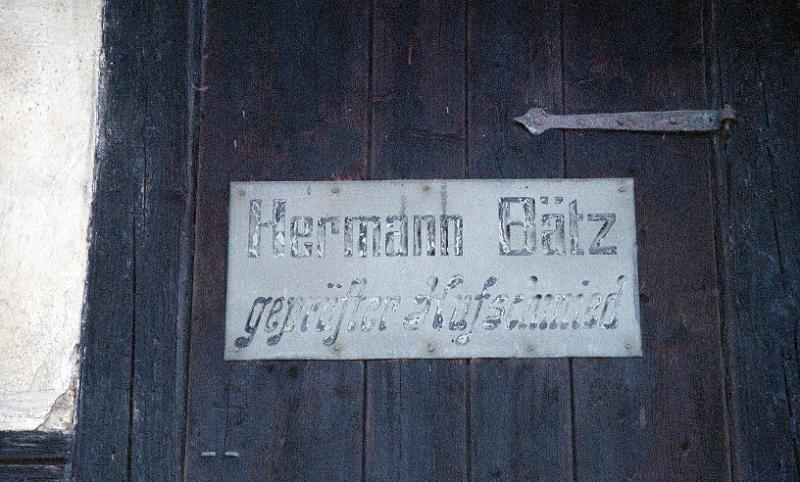 Hermann Bätz
geprüfter Hufschmied